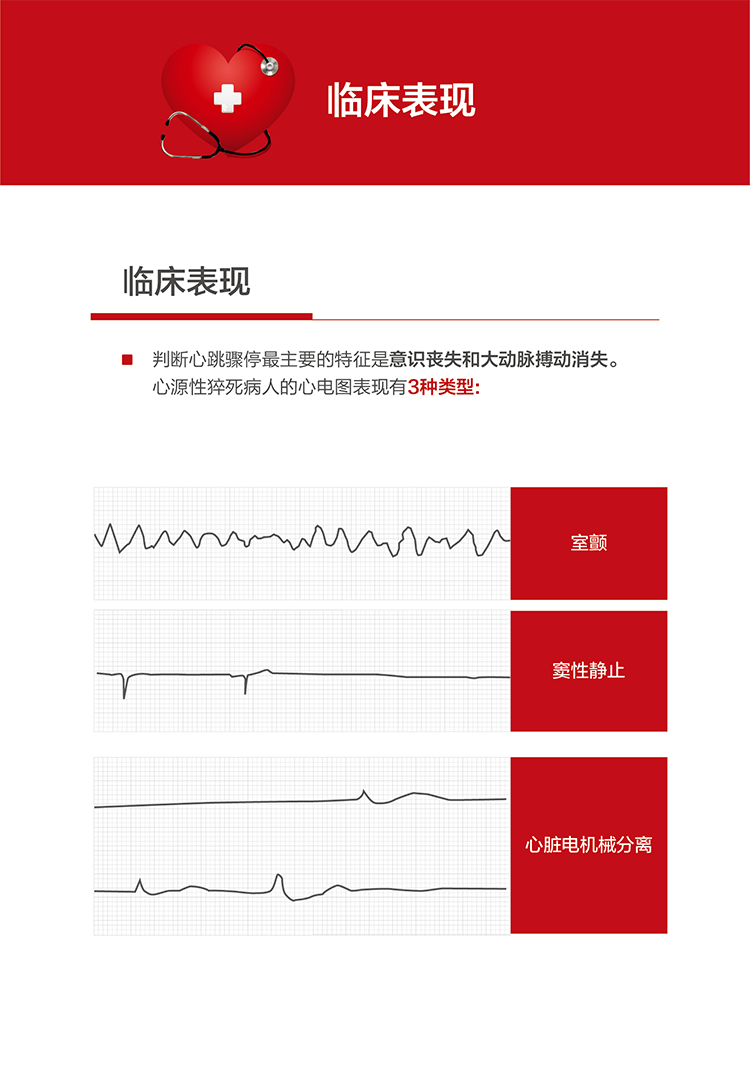 临床表现
临床表现
判断心跳骤停最主要的特征是意识丧失和大动脉搏动消失。
心源性猝死病人的心电图表现有3种类型:
室颤
窦性静止
心脏电机械分离